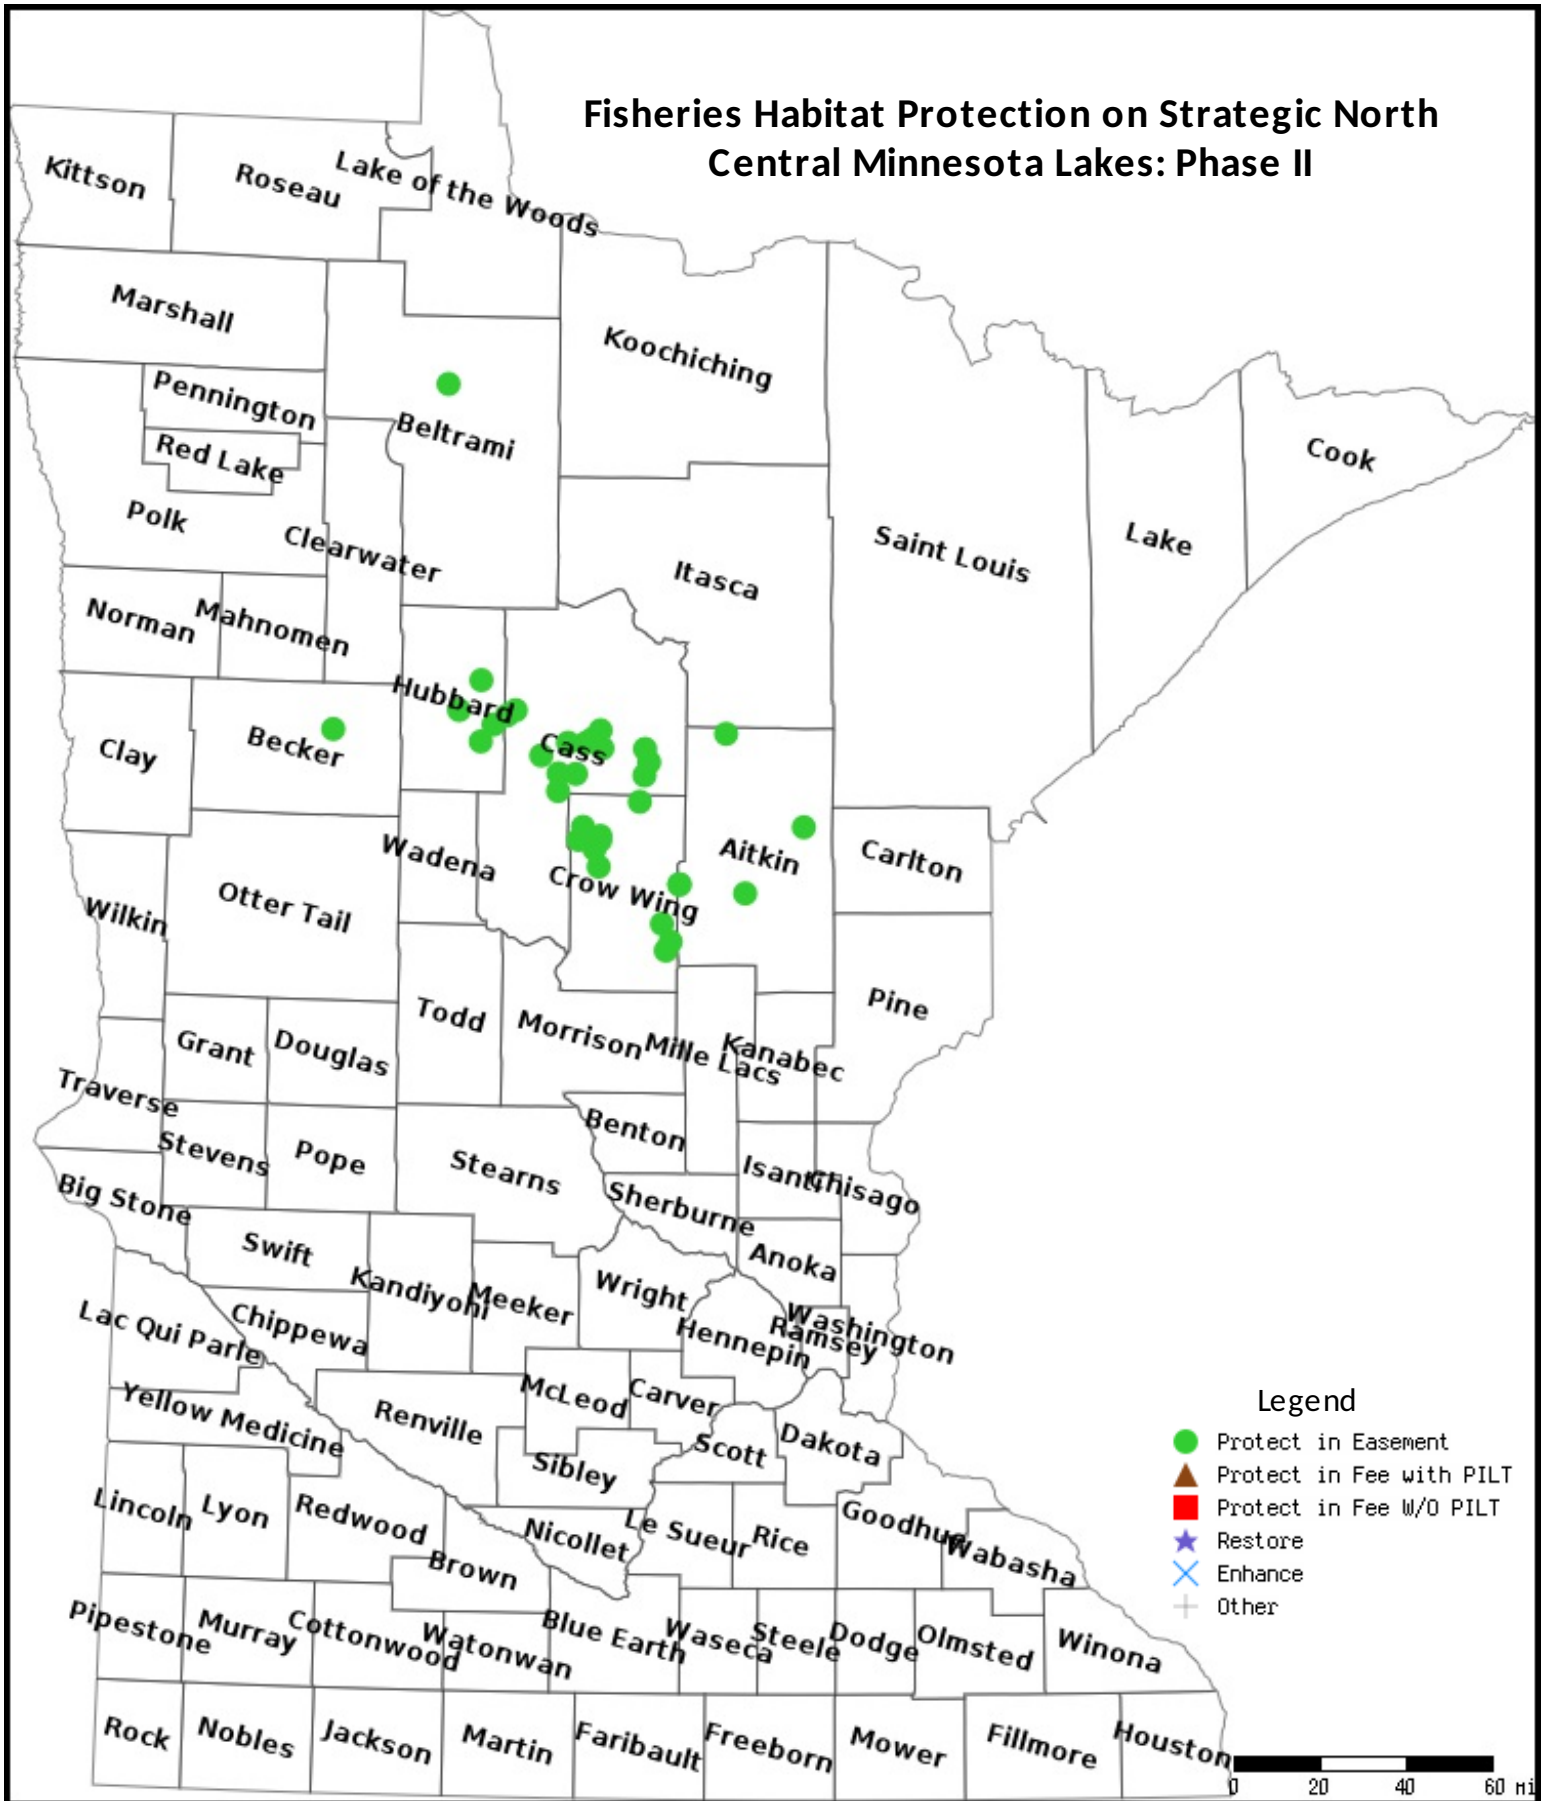 Fisheries Habitat Protection on Strategic North
Central Minnesota Lakes: Phase II
Kittson
Roseau
Lake of the Woods
Marshall
Koochiching
Pennington
Beltrami
Red Lake
Cook
Polk
Clearwater
Saint Louis
Lake
Itasca
Norman
Mahnomen
Hubbard
Clay
Becker
Cass
Wadena
Aitkin
Carlton
Otter Tail
Crow Wing
Wilkin
Pine
Todd
Morrison
Mille Lacs
Kanabec
Grant
Douglas
Traverse
Benton
Stevens
Pope
Stearns
Isanti
Chisago
Big Stone
Sherburne
Swift
Anoka
Kandiyohi
Meeker
Wright
Lac Qui Parle
Chippewa
Hennepin
Ramsey
Washington
Yellow Medicine
Renville
McLeod
Carver
Scott
Dakota
Sibley
Lincoln
Lyon
Redwood
Nicollet
Le Sueur
Rice
Goodhue
Wabasha
Brown
Pipestone
Murray
Cottonwood
Watonwan
Blue Earth
Waseca
Steele
Dodge
Olmsted
Winona
Rock
Nobles
Jackson
Martin
Faribault
Freeborn
Mower
Fillmore
Houston
Legend
Protect in Easement
Protect in Fee with PILT
Protect in Fee W/O PILT
Restore
Enhance
Other
0 20 40 60 mi